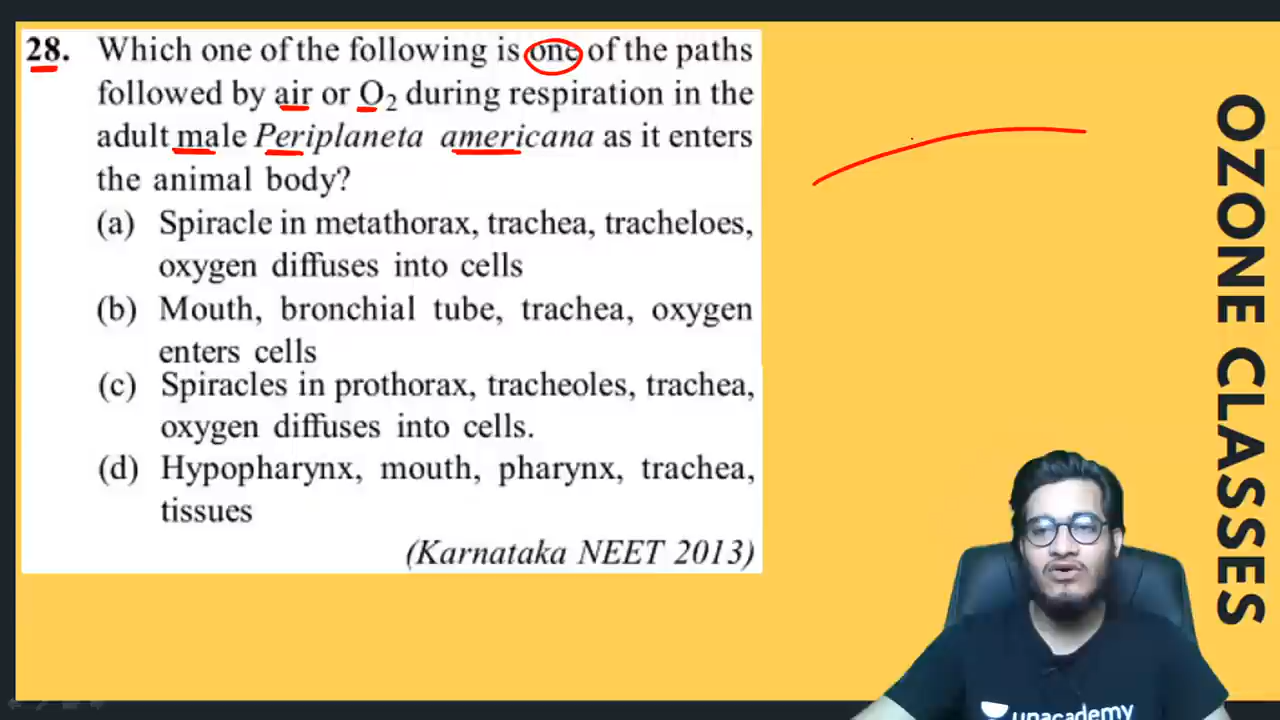 28. Which one of the following is one of the paths
followed by air or O₂ during respiration in the
adult male Periplaneta americana as it enters
the animal body?
(a) Spiracle in metathorax, trachea, tracheloes,
oxygen diffuses into cells
(b) Mouth, bronchial tube, trachea, oxygen
enters cells
(c) Spiracles in prothorax, tracheoles, trachea,
oxygen diffuses into cells.
(d) Hypopharynx, mouth, pharynx, trachea,
tissues
(Karnataka NEET 2013)
OZONE CLASSES
unacademy